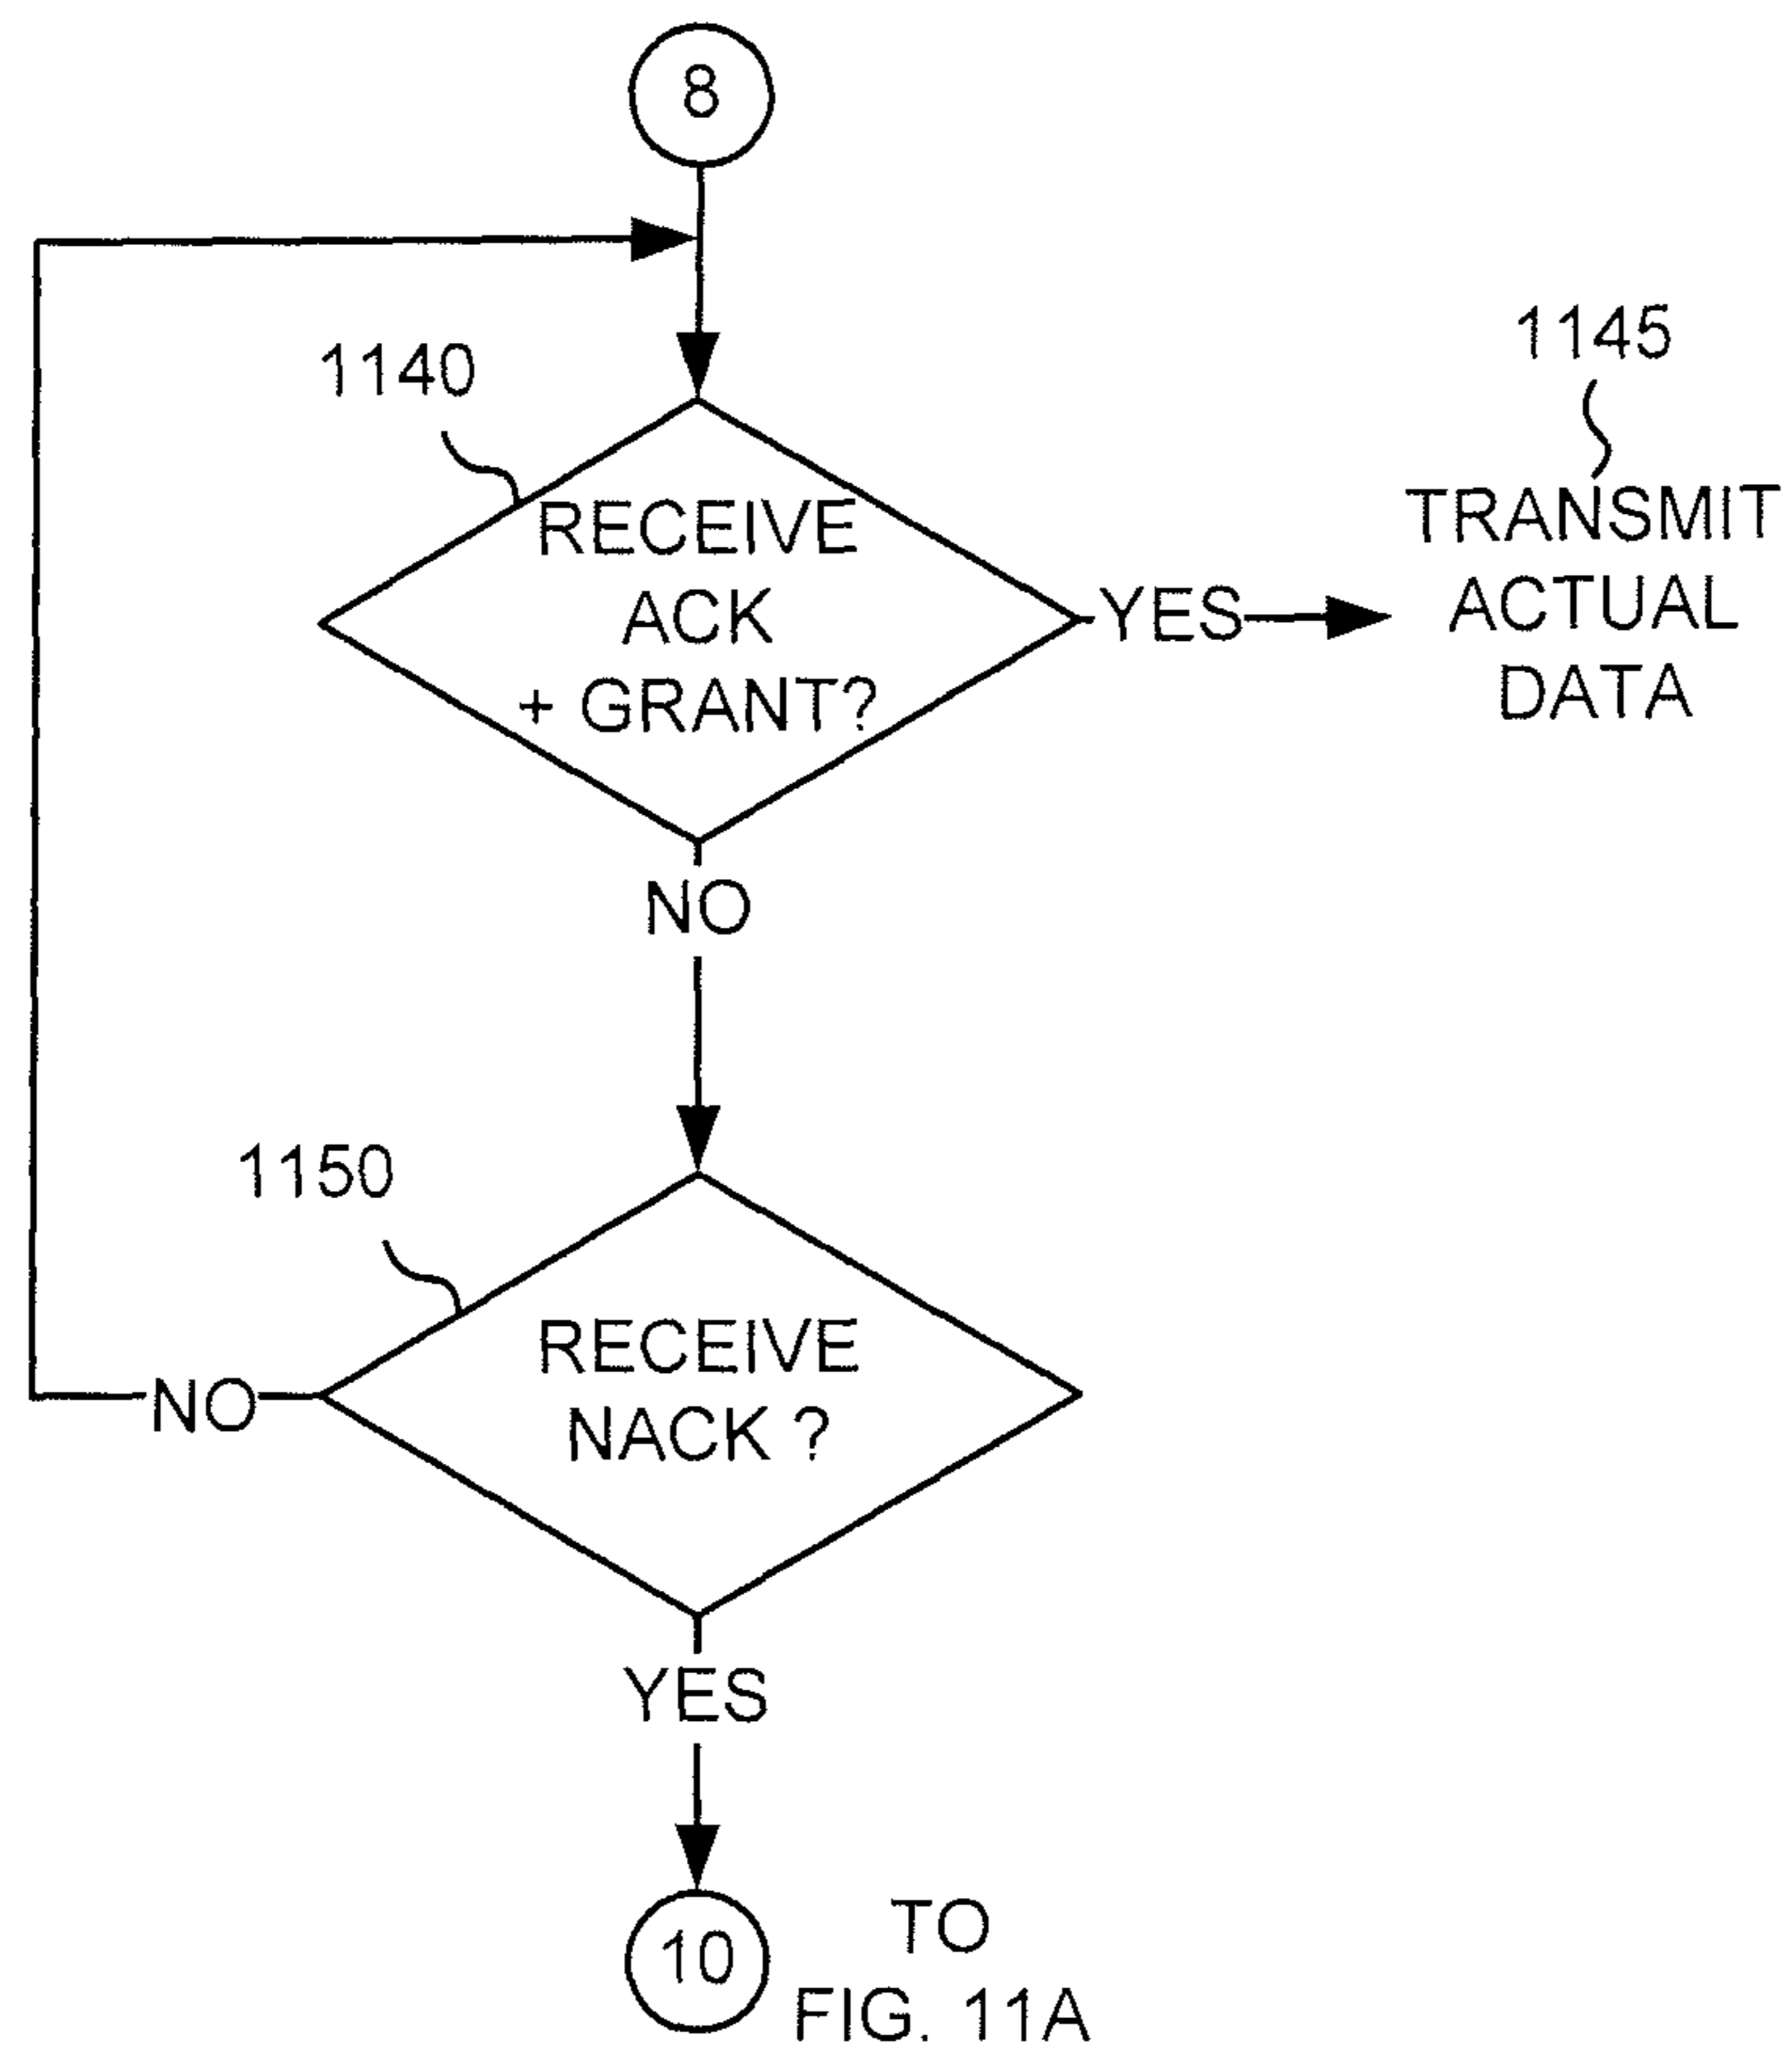 8
1140
1145
RECEIVE
ACK
+ GRANT?
YES
TRANSMIT
ACTUAL
DATA
NO
1150
RECEIVE
NACK ?
NO
YES
10
TO
FIG. 11A